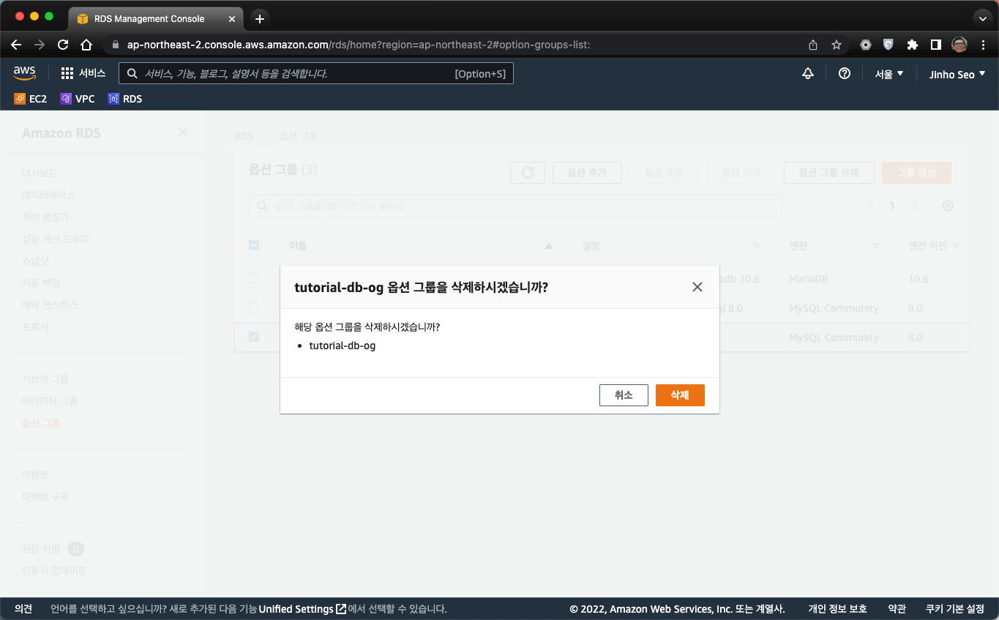 RDS Management Console
ap-northeast-2.console.aws.amazon.com/rds/home?region=ap-northeast-2#option-groups-list:
aws 서비스 서비스, 기능, 블로그, 설명서 등을 검색합니다. [Option+S] 서울 Jinho Seo
EC2 VPC RDS
Amazon RDS
대시보드
데이터베이스
쿼리 편집기
성능 개선 도우미
스냅샷
자동 백업
예약 인스턴스
프록시
서브넷 그룹
파라미터 그룹
옵션 그룹
이벤트
이벤트 구독
권장 사항 0
인증서 업데이트
RDS 옵션 그룹
옵션 그룹 (3) 옵션 추가 옵션 수정 옵션 삭제 옵션 그룹 삭제 그룹 생성
옵션 그룹을(를) 기준으로 필터링 1
이름 설명 엔진 엔진 버전
10.6 MariaDB 10.6
8.0 MySQL Community
MySQL Community 8.0
tutorial-db-og 옵션 그룹을 삭제하시겠습니까?
해당 옵션 그룹을 삭제하시겠습니까?
• tutorial-db-og
취소 삭제
의견 언어를 선택하고 싶으십니까? 새로 추가된 다음 기능 Unified Settings 에서 선택할 수 있습니다. © 2022, Amazon Web Services, Inc. 또는 계열사. 개인 정보 보호 약관 쿠키 기본 설정